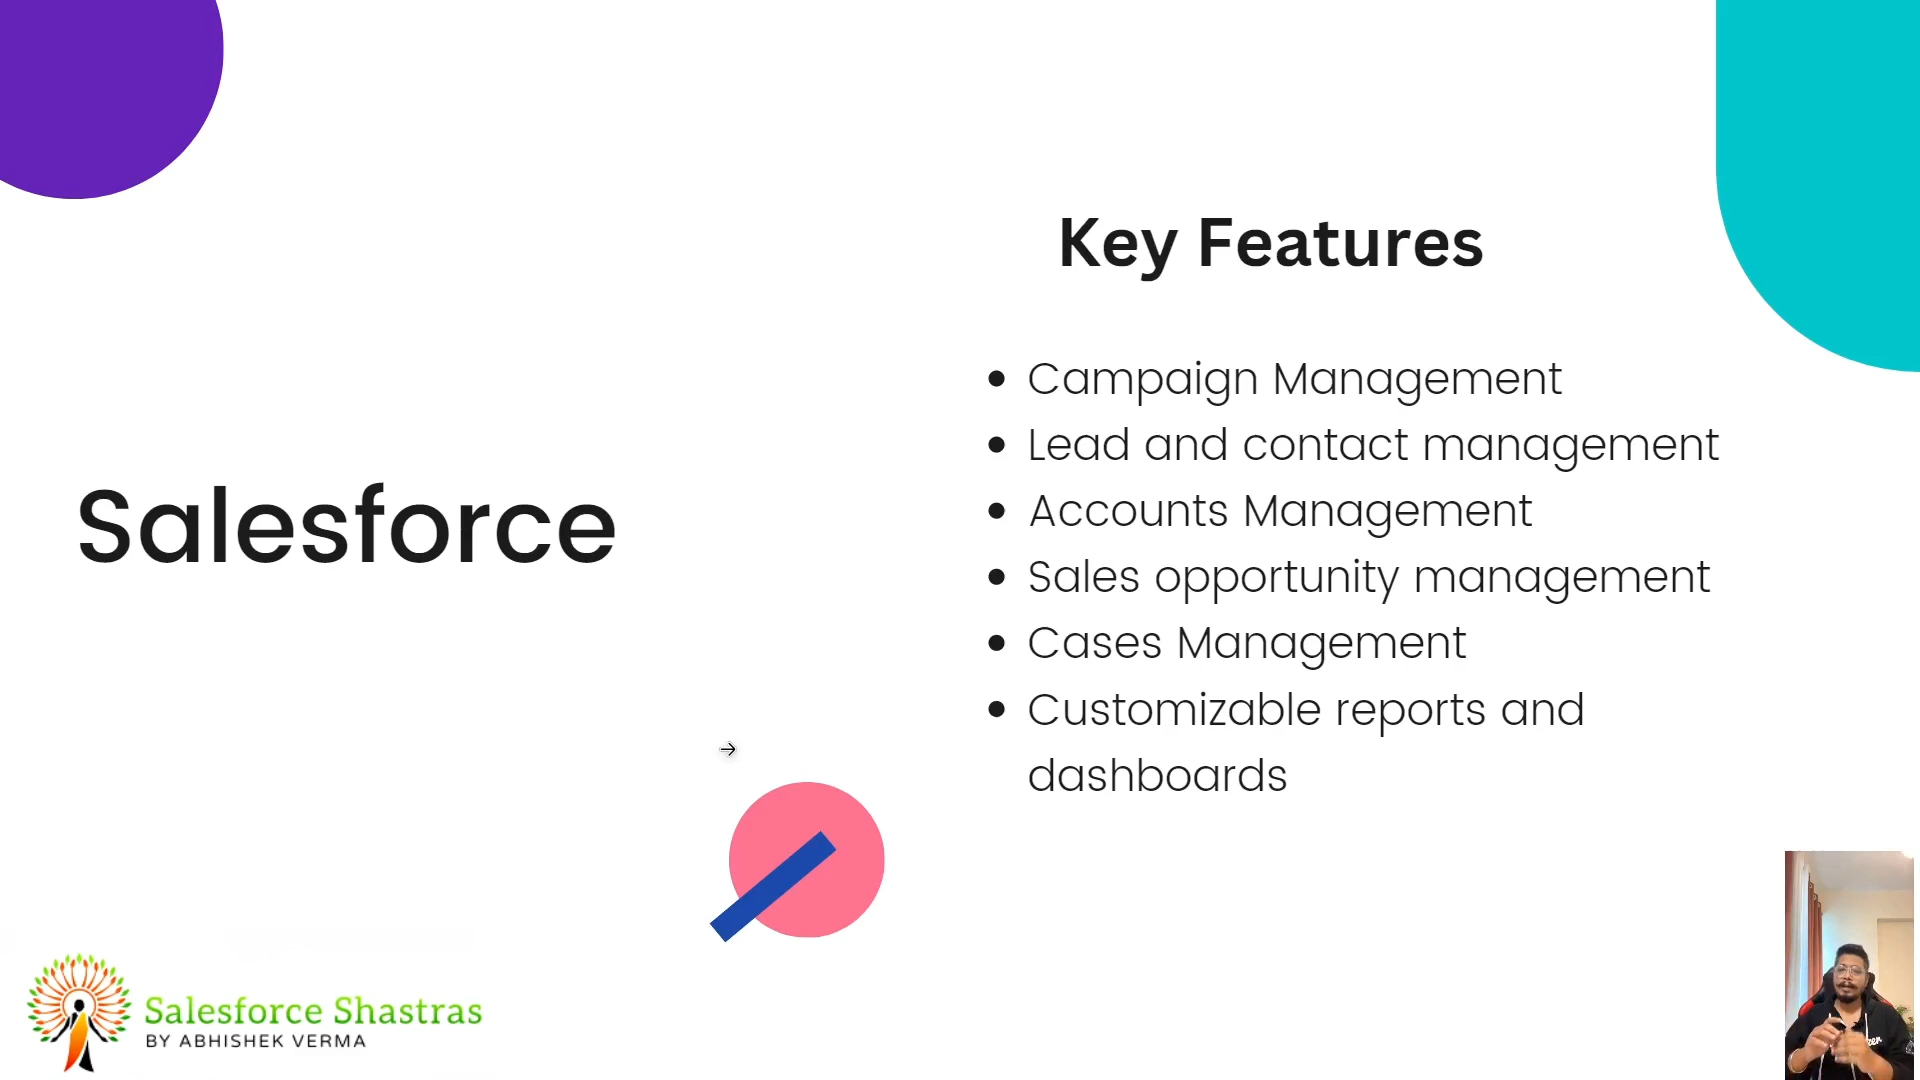 Key Features
Salesforce
• Campaign Management
• Lead and contact management
• Accounts Management
• Sales opportunity management
• Cases Management
• Customizable reports and
dashboards
Salesforce Shastras
BY ABHISHEK VERMA